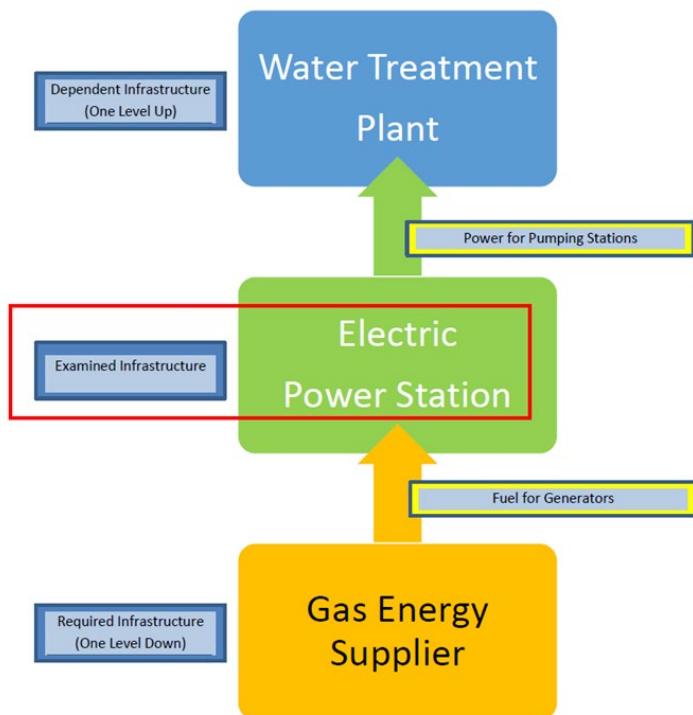 Water Treatment
Plant
Dependent Infrastructure
(One Level Up)
Power for Pumping Stations
Electric
Power Station
Examined Infrastructure
Fuel for Generators
Gas Energy
Supplier
Required Infrastructure
(One Level Down)